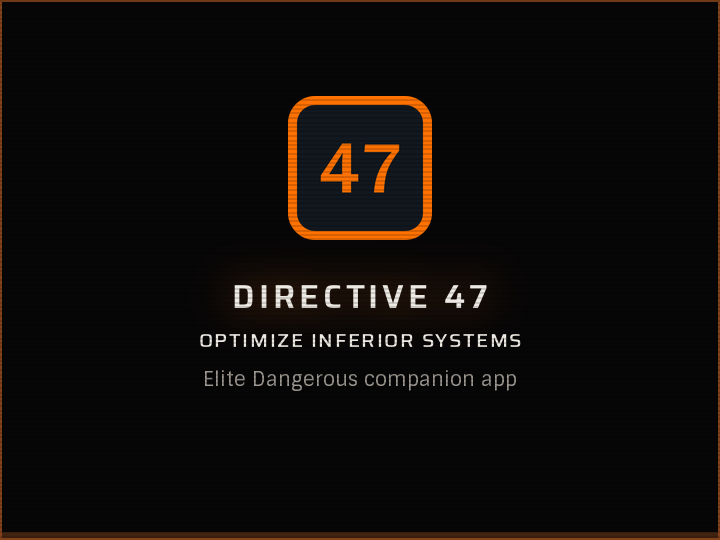 47
DIRECTIVE 47
OPTIMIZE INFERIOR SYSTEMS
Elite Dangerous companion app